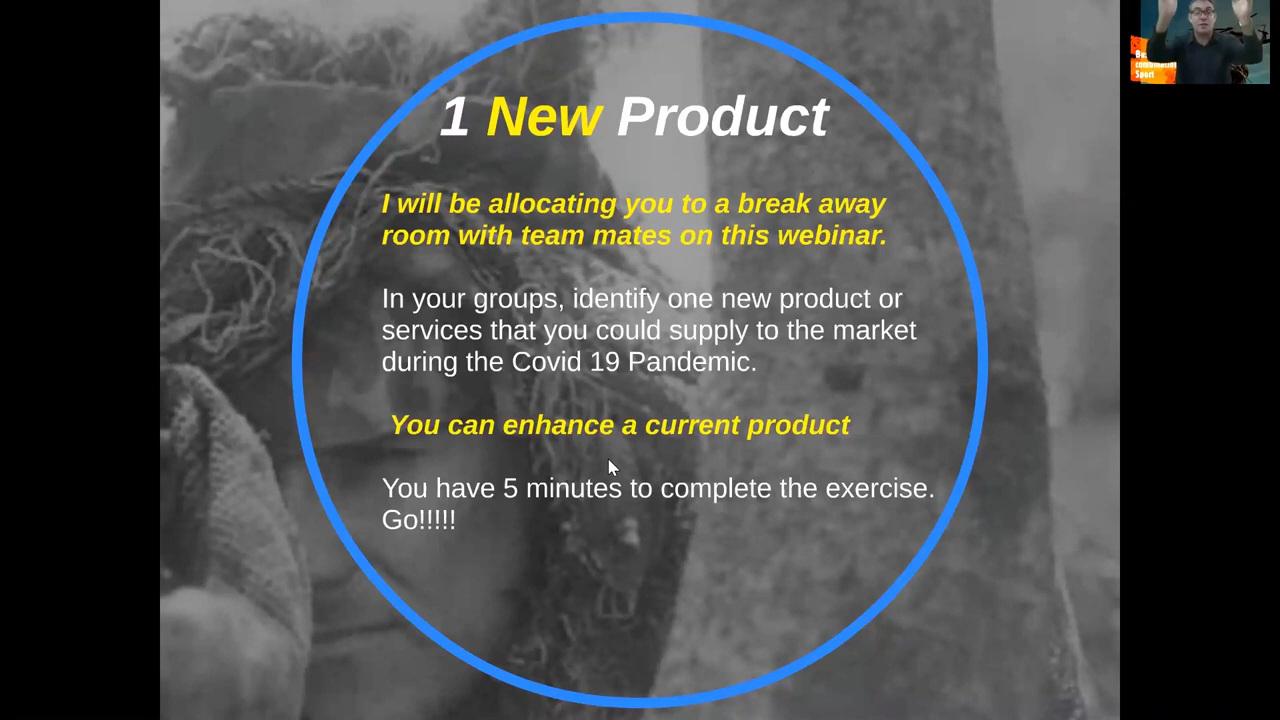 1 New Product
I will be allocating you to a break away
room with team mates on this webinar.
In your groups, identify one new product or
services that you could supply to the market
during the Covid 19 Pandemic.
You can enhance a current product
You have 5 minutes to complete the exercise.
Go!!!!!
Sport